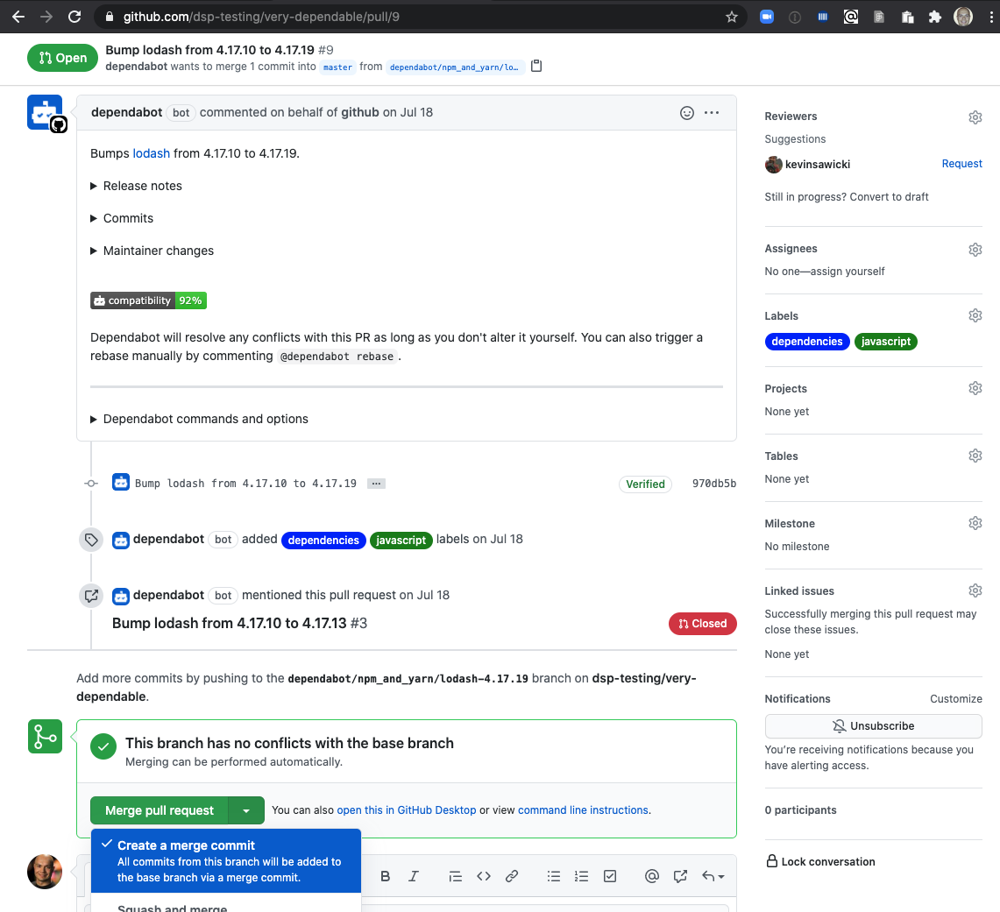 github.com/dsp-testing/very-dependable/pull/9
Open
Bump lodash from 4.17.10 to 4.17.19 #9
dependabot wants to merge 1 commit into master from dependabot/npm_and_yarn/lo…
dependabot bot commented on behalf of github on Jul 18
Bumps lodash from 4.17.10 to 4.17.19.
Release notes
Commits
Maintainer changes
compatibility 92%
Dependabot will resolve any conflicts with this PR as long as you don't alter it yourself. You can also trigger a
rebase manually by commenting @dependabot rebase .
Dependabot commands and options
Bump lodash from 4.17.10 to 4.17.19 … Verified 970db5b
dependabot bot added dependencies javascript labels on Jul 18
dependabot bot mentioned this pull request on Jul 18
Bump lodash from 4.17.10 to 4.17.13 #3 Closed
Add more commits by pushing to the dependabot/npm_and_yarn/lodash-4.17.19 branch on dsp-testing/very-
dependable.
This branch has no conflicts with the base branch
Merging can be performed automatically.
Merge pull request You can also open this in GitHub Desktop or view command line instructions.
Create a merge commit
All commits from this branch will be added to
the base branch via a merge commit.
Squash and merge
Reviewers
Suggestions
kevinsawicki Request
Still in progress? Convert to draft
Assignees
No one—assign yourself
Labels
dependencies javascript
Projects
None yet
Tables
None yet
Milestone
No milestone
Linked issues
Successfully merging this pull request may
close these issues.
None yet
Notifications Customize
Unsubscribe
You're receiving notifications because you
have alerting access.
0 participants
Lock conversation